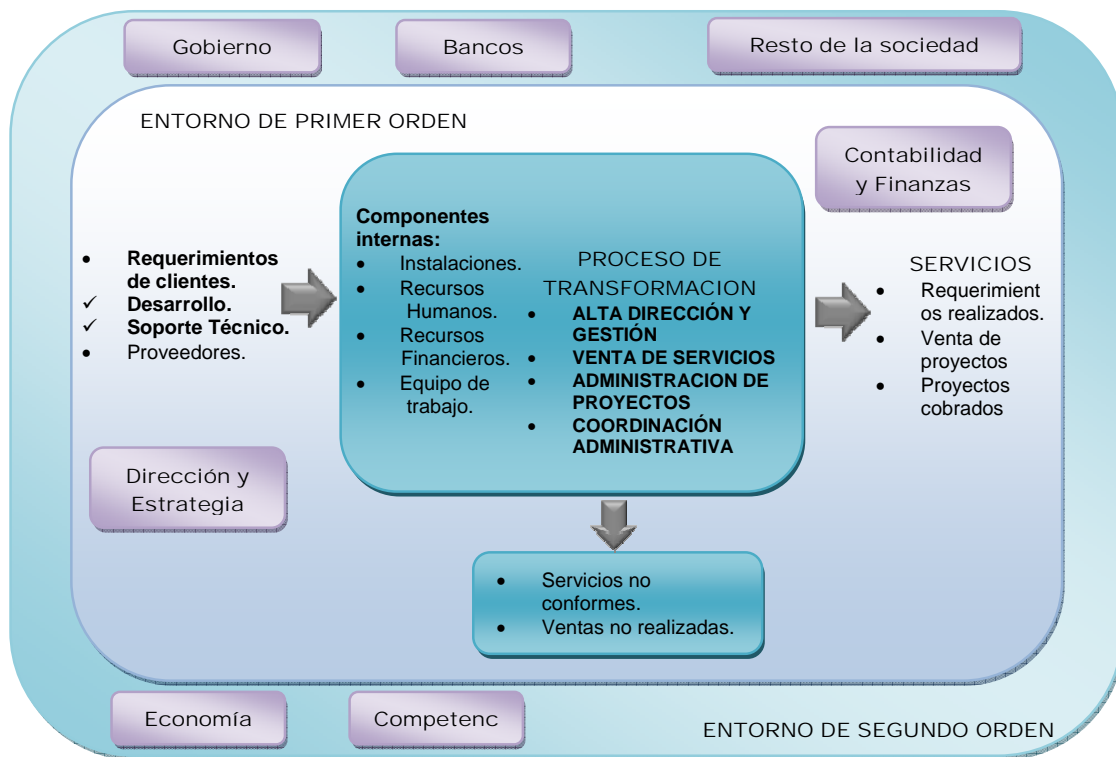 Gobierno
Bancos
Resto de la sociedad
ENTORNO DE PRIMER ORDEN
Contabilidad
y Finanzas
• Requerimientos
de clientes.
✓ Desarrollo.
✓ Soporte Técnico.
• Proveedores.
Componentes
internas:
• Instalaciones.
• Recursos
Humanos.
• Recursos
Financieros.
• Equipo de
trabajo.
PROCESO DE
TRANSFORMACION
• ALTA DIRECCIÓN Y
GESTIÓN
• VENTA DE SERVICIOS
• ADMINISTRACION DE
PROYECTOS
• COORDINACIÓN
ADMINISTRATIVA
SERVICIOS
• Requerimient
os realizados.
• Venta de
proyectos
• Proyectos
cobrados
Dirección y
Estrategia
• Servicios no
conformes.
• Ventas no realizadas.
Economía
Competenc
ENTORNO DE SEGUNDO ORDEN